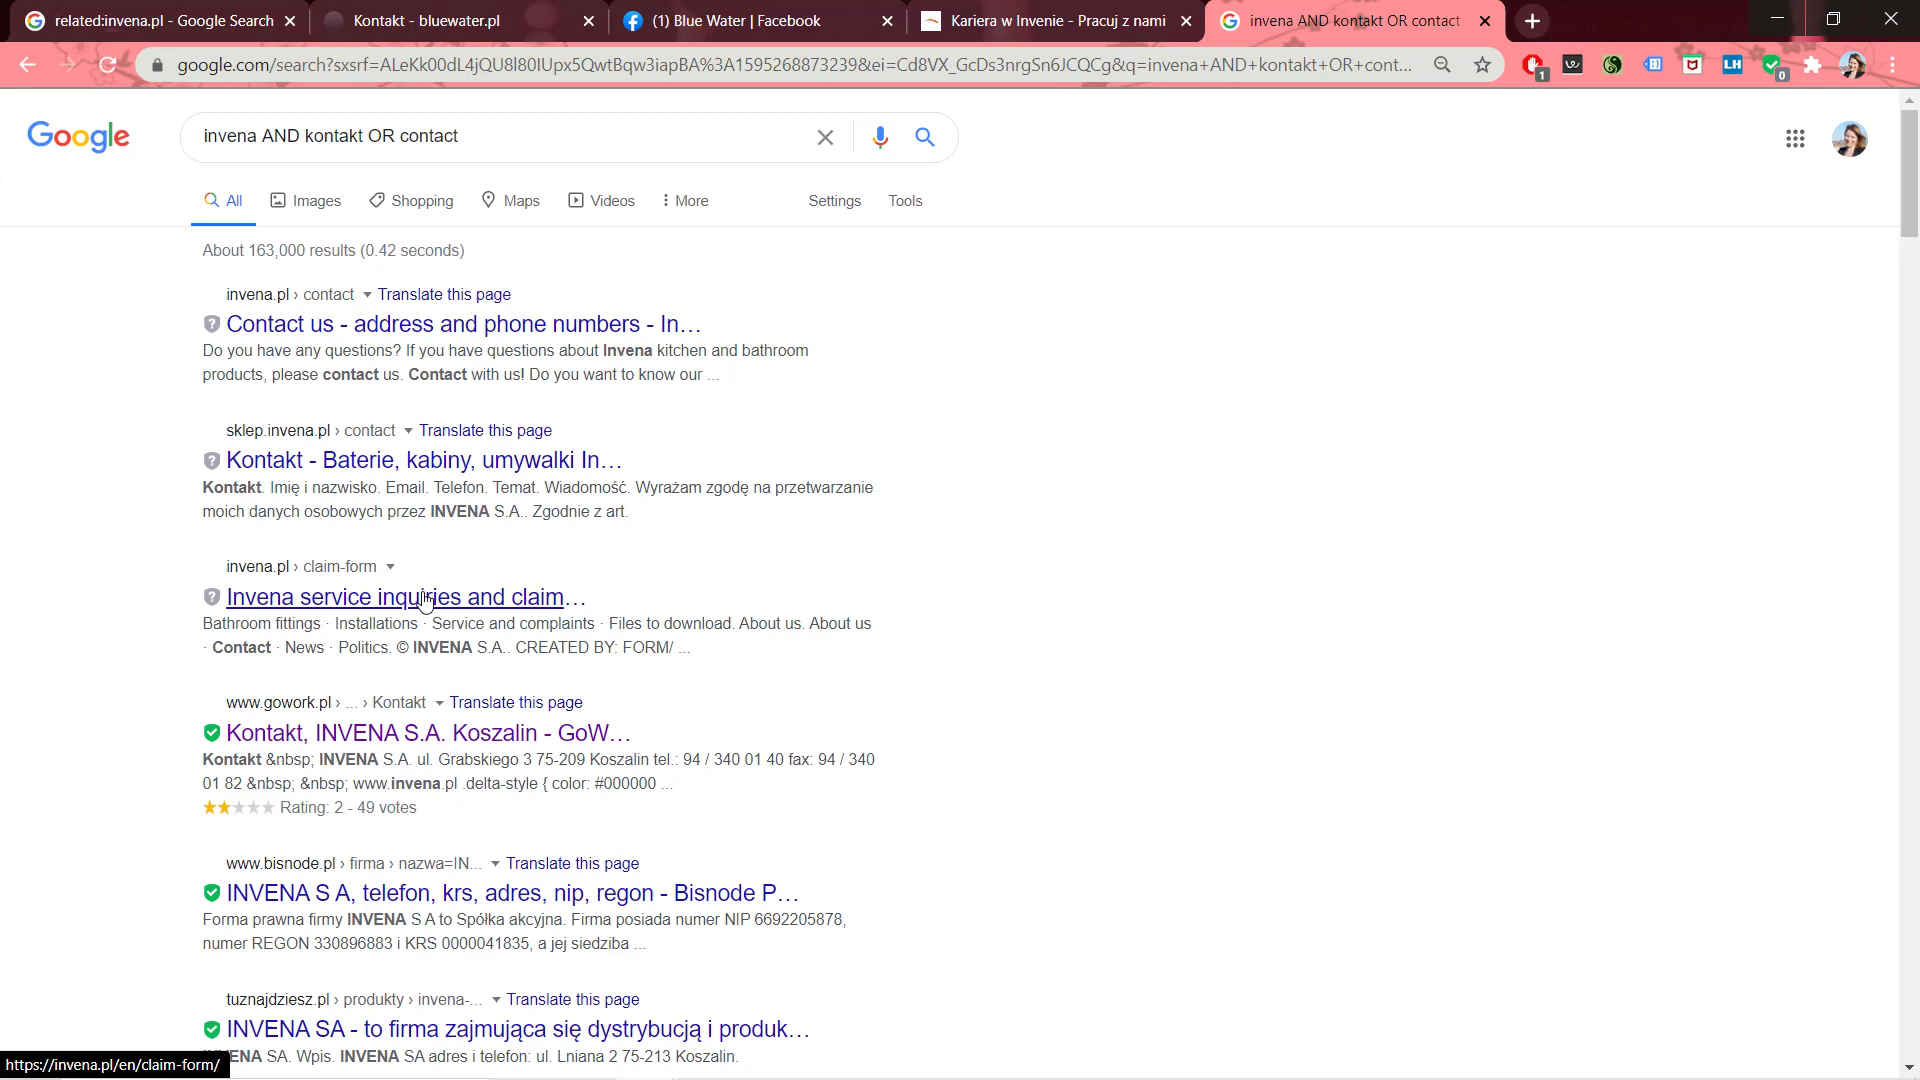 related:invena.pl - Google Search
Kontakt - bluewater.pl
(1) Blue Water | Facebook
Kariera w Invenie - Pracuj z nami
invena AND kontakt OR contact
google.com/search?sxsrf=ALeKk00dL4jQU8l80IUpx5QwtBqw3iapBA%3A1595268873239&ei=Cd8VX_GcDs3nrgSn6JCQCg&q=invena+AND+kontakt+OR+cont...
1
LH
0
Google
invena AND kontakt OR contact
All
Images
Shopping
Maps
Videos
More
Settings
Tools
About 163,000 results (0.42 seconds)
invena.pl › contact Translate this page
Contact us - address and phone numbers - In...
Do you have any questions? If you have questions about Invena kitchen and bathroom
products, please contact us. Contact with us! Do you want to know our ...
sklep.invena.pl › contact Translate this page
Kontakt - Baterie, kabiny, umywalki In...
Kontakt. Imię i nazwisko. Email. Telefon. Temat. Wiadomość. Wyrażam zgodę na przetwarzanie
moich danych osobowych przez INVENA S.A.. Zgodnie z art.
invena.pl › claim-form
Invena service inquiries and claim...
Bathroom fittings · Installations · Service and complaints · Files to download. About us. About us
· Contact · News · Politics. © INVENA S.A.. CREATED BY: FORM/ ...
www.gowork.pl › ... › Kontakt Translate this page
Kontakt, INVENA S.A. Koszalin - GoW...
Kontakt &nbsp; INVENA S.A. ul. Grabskiego 3 75-209 Koszalin tel.: 94 / 340 01 40 fax: 94 / 340
01 82 &nbsp; &nbsp; www.invena.pl .delta-style { color: #000000 ...
Rating: 2 - 49 votes
www.bisnode.pl › firma › nazwa=IN... Translate this page
INVENA S A, telefon, krs, adres, nip, regon - Bisnode P...
Forma prawna firmy INVENA S A to Spółka akcyjna. Firma posiada numer NIP 6692205878,
numer REGON 330896883 i KRS 0000041835, a jej siedziba ...
tuznajdziesz.pl › produkty › invena-... Translate this page
INVENA SA - to firma zajmująca się dystrybucją i produk...
ENA SA. Wpis. INVENA SA adres i telefon: ul. Lniana 2 75-213 Koszalin.
https://invena.pl/en/claim-form/